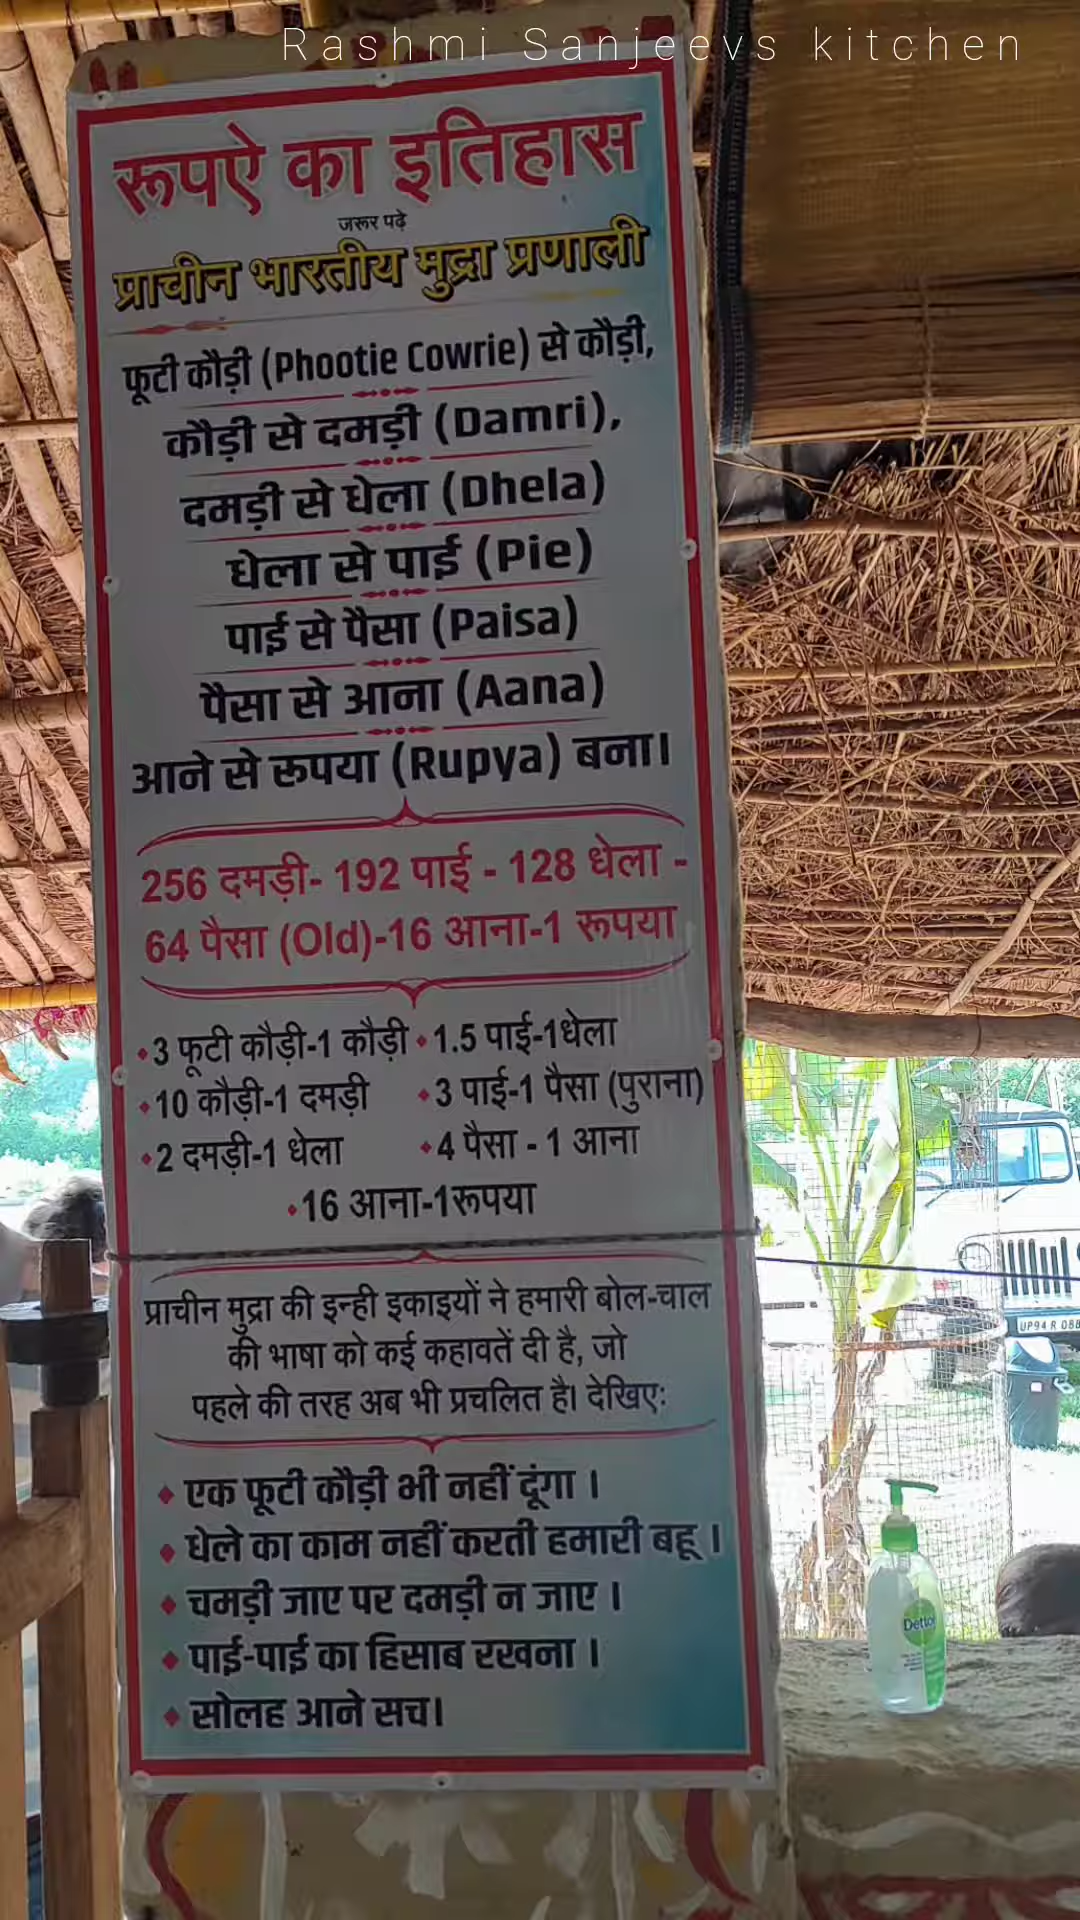 Rashmi Sanjeevs kitchen
रूपऐ का इतिहास
जरूर पढ़े
प्राचीन भारतीय मुद्रा प्रणाली
फूटी कौड़ी (Phootie Cowrie) से कौड़ी,
कौड़ी से दमड़ी (Damri),
दमड़ी से धेला (Dhela)
धेला से पाई (Pie)
पाई से पैसा (Paisa)
पैसा से आना (Aana)
आने से रूपया (Rupya) बना।
256 दमड़ी- 192 पाई - 128 धेला -
64 पैसा (Old)-16 आना-1 रूपया
•3 फूटी कौड़ी-1 कौड़ी •1.5 पाई-1धेला
•10 कौड़ी-1 दमड़ी •3 पाई-1 पैसा (पुराना)
•2 दमड़ी-1 धेला •4 पैसा - 1 आना
•16 आना-1रूपया
प्राचीन मुद्रा की इन्ही इकाइयों ने हमारी बोल-चाल
की भाषा को कई कहावतें दी है, जो
पहले की तरह अब भी प्रचलित है। देखिए:
♦ एक फूटी कौड़ी भी नहीं दूंगा ।
♦ धेले का काम नहीं करती हमारी बहू ।
♦ चमड़ी जाए पर दमड़ी न जाए ।
♦ पाई-पाई का हिसाब रखना ।
♦ सोलह आने सच।
UP94 R 088
Dettol